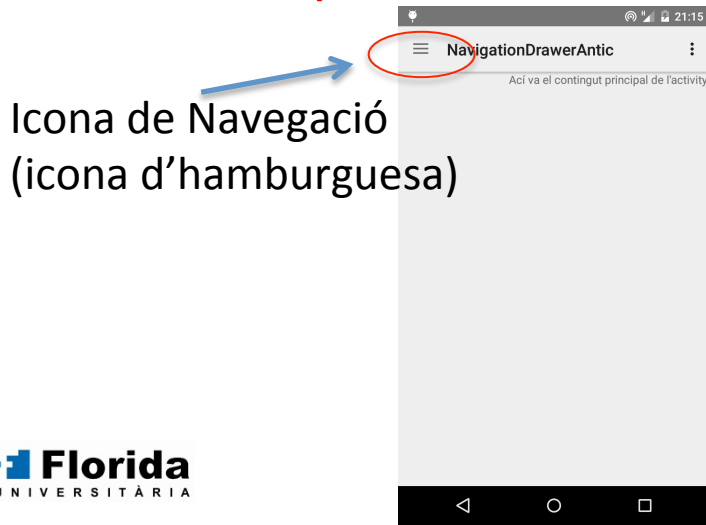 21:15
NavigationDrawerAntic
Ací va el contingut principal de l'activity
Icona de Navegació
(icona d'hamburguesa)
Florida
UNIVERSITÀRIA